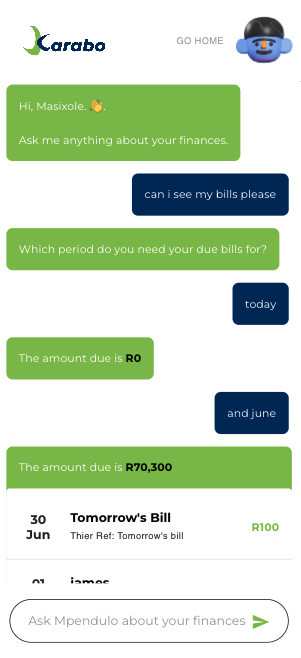 Carabo
GO HOME
Hi, Masixole. 👋.
Ask me anything about your finances.
can i see my bills please
Which period do you need your due bills for?
today
The amount due is R0
and june
The amount due is R70,300
30
Jun
Tomorrow's Bill
Thier Ref: Tomorrow's bill
R100
01
james
Ask Mpendulo about your finances